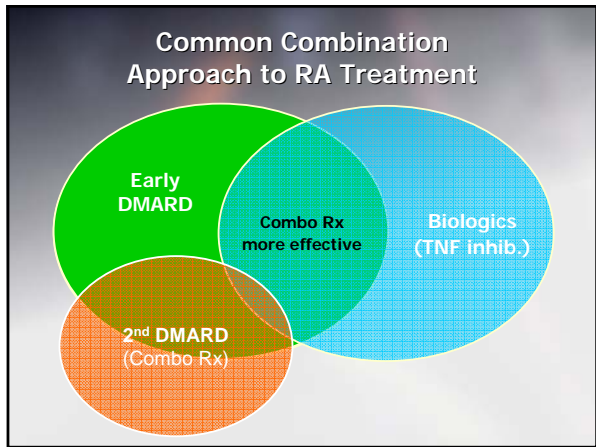 Common Combination
Approach to RA Treatment
Early
DMARD
Combo Rx
more effective
Biologics
(TNF inhib.)
2nd DMARD
(Combo Rx)